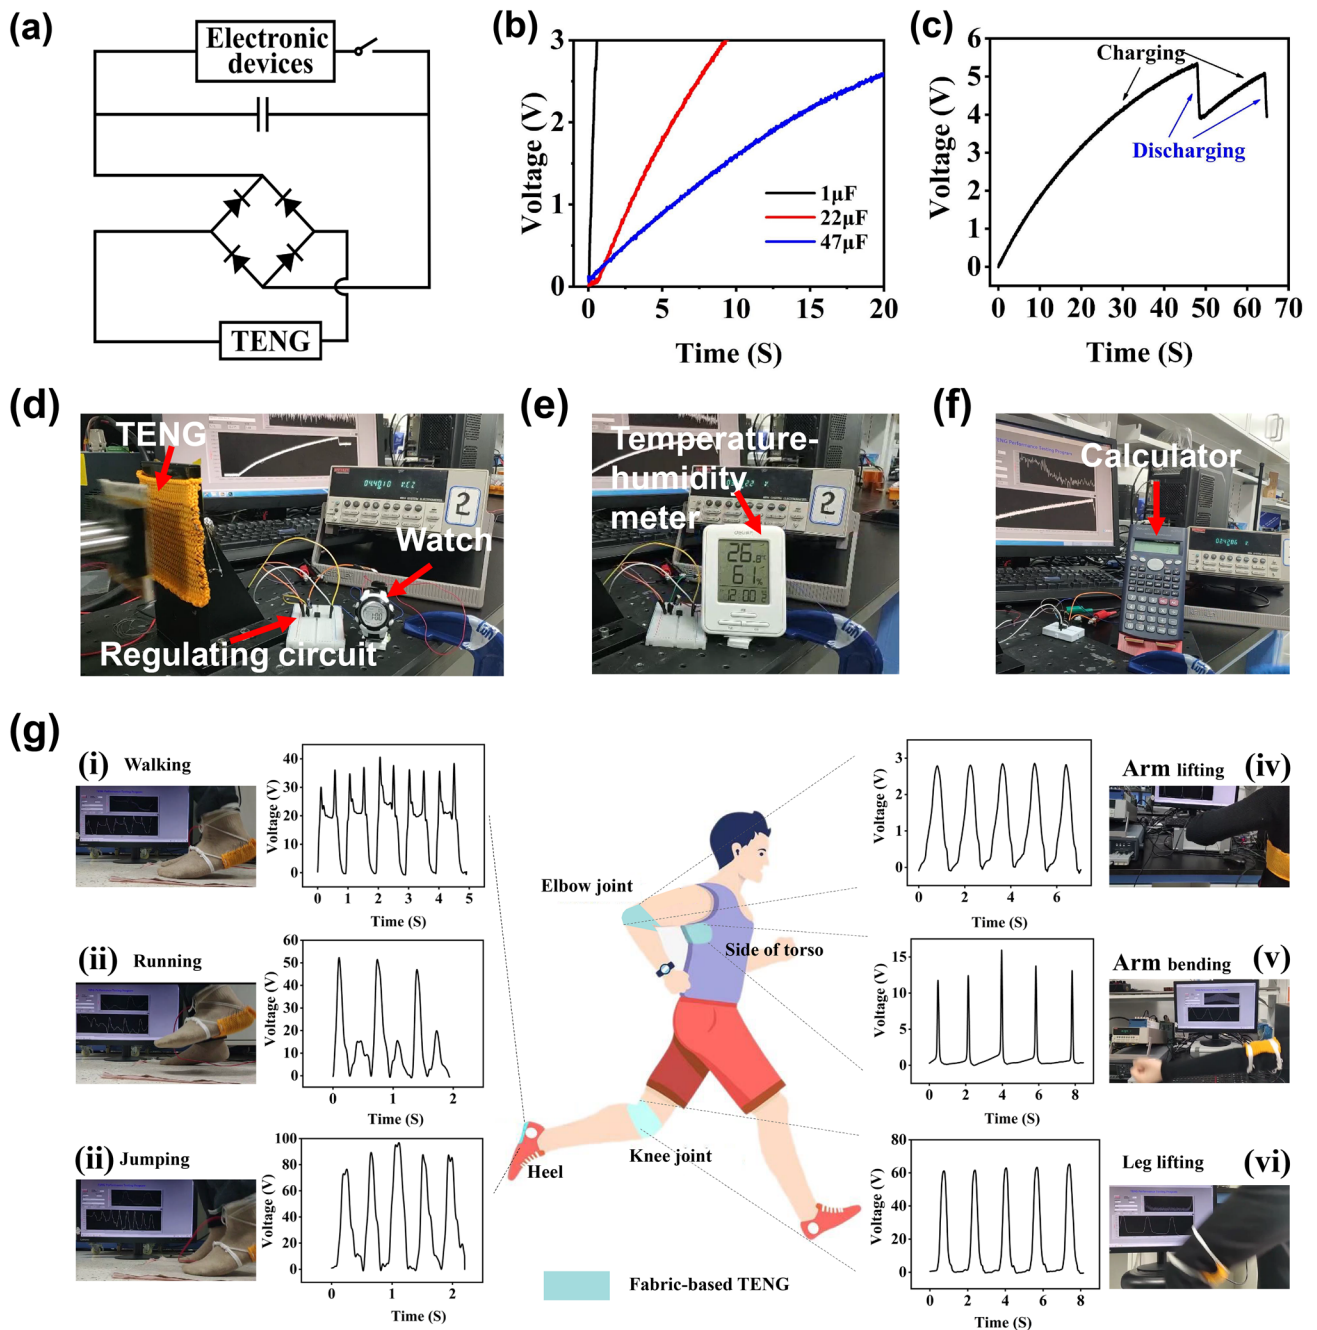 (a)
Electronic
devices
TENG
(b)
Voltage (V)
3
2
1
0
1μF
22μF
47μF
0 5 10 15 20
Time (S)
(c)
Voltage (V)
6
5
4
3
2
1
0
Charging
Discharging
0 10 20 30 40 50 60 70
Time (S)
(d)
TENG
2
Watch
Regulating circuit
(e)
Temperature-
humidity
meter
2
26.8
61%
12:00
(f)
Calculator
(g)
(i) Walking
Voltage (V)
40
30
20
10
0
0 1 2 3 4 5
Time (S)
(ii) Running
Voltage (V)
60
50
40
30
20
10
0
0 1 2
Time (S)
(ii) Jumping
Voltage (V)
100
80
60
40
20
0
0 1 2
Time (S)
Elbow joint
Side of torso
Knee joint
Heel
Fabric-based TENG
Arm lifting (iv)
Voltage (V)
3
2
1
0
0 2 4 6
Time (S)
Arm bending (v)
Voltage (V)
15
10
5
0
0 2 4 6 8
Time (S)
Leg lifting (vi)
Voltage (V)
80
60
40
20
0
0 2 4 6 8
Time (S)